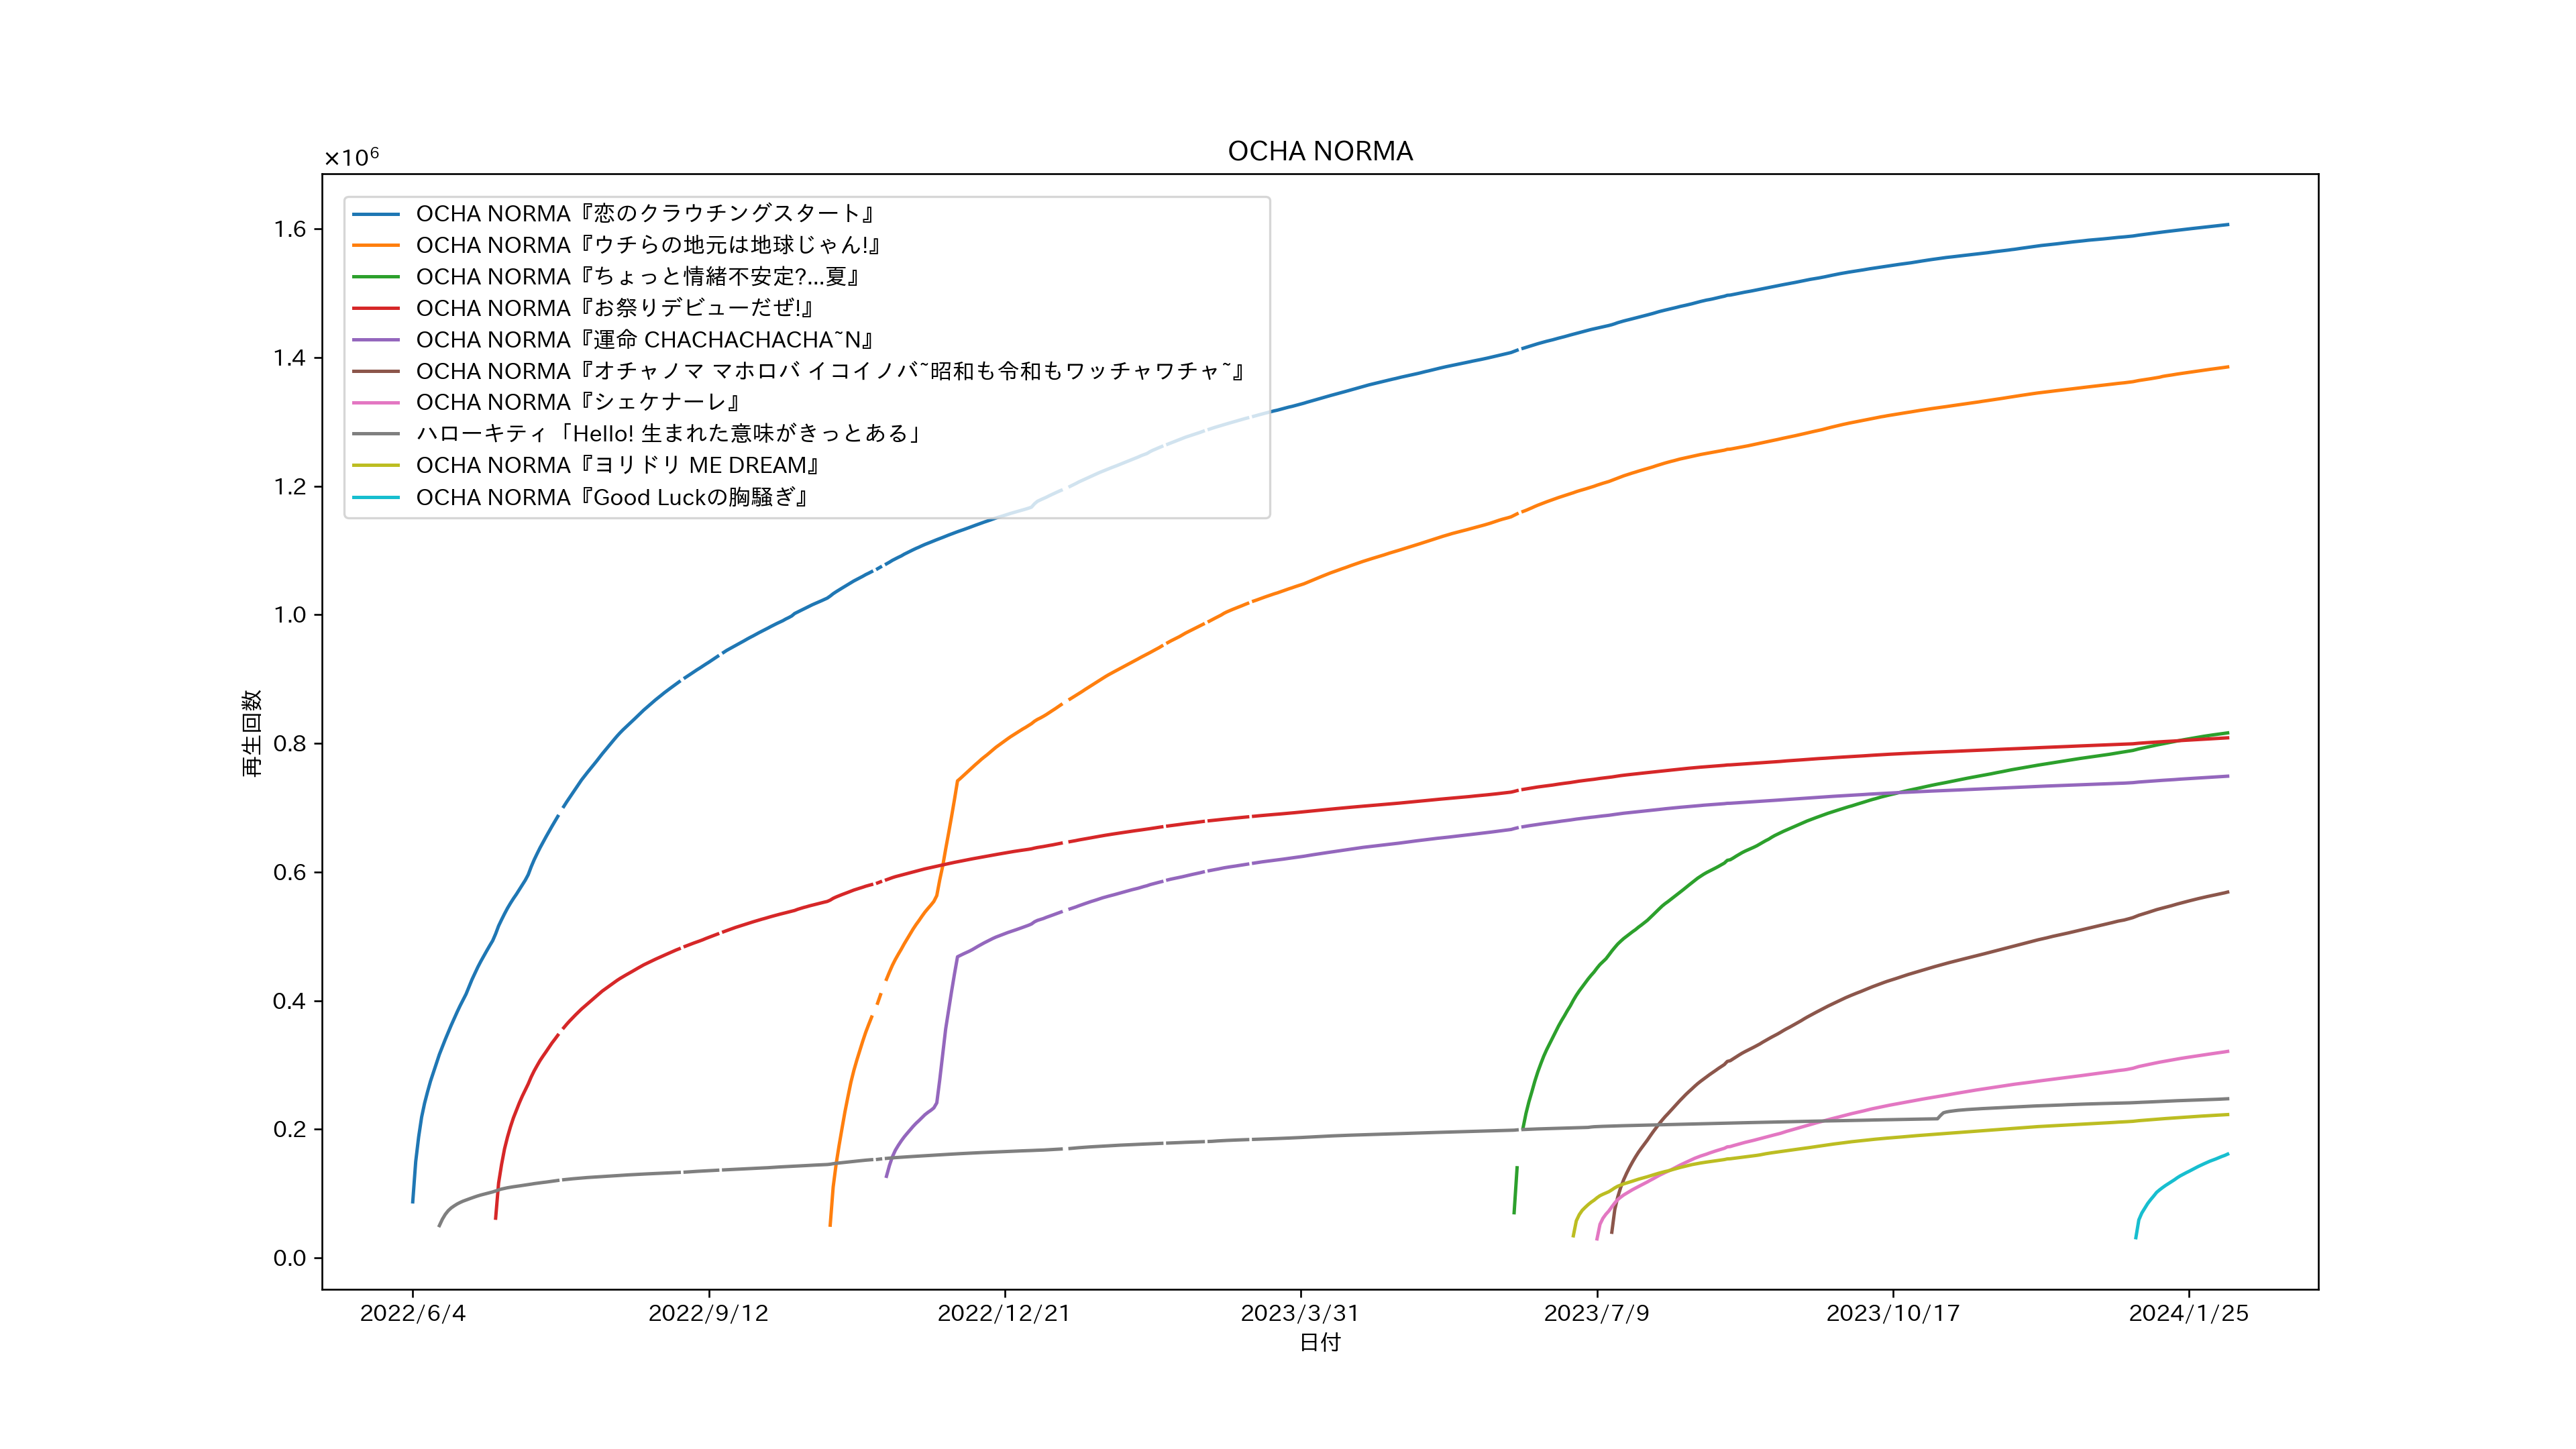 OCHA NORMA
×10⁶
OCHA NORMA『恋のクラウチングスタート』
OCHA NORMA『ウチらの地元は地球じゃん!』
OCHA NORMA『ちょっと情緒不安定?...夏』
OCHA NORMA『お祭りデビューだぜ!』
OCHA NORMA『運命 CHACHACHACHA~N』
OCHA NORMA『オチャノマ マホロバ イコイノバ~昭和も令和もワッチャワチャ~』
OCHA NORMA『シェケナーレ』
ハローキティ「Hello! 生まれた意味がきっとある」
OCHA NORMA『ヨリドリ ME DREAM』
OCHA NORMA『Good Luckの胸騒ぎ』
1.6
1.4
1.2
1.0
0.8
0.6
0.4
0.2
0.0
再生回数
2022/6/4 2022/9/12 2022/12/21 2023/3/31 2023/7/9 2023/10/17 2024/1/25
日付